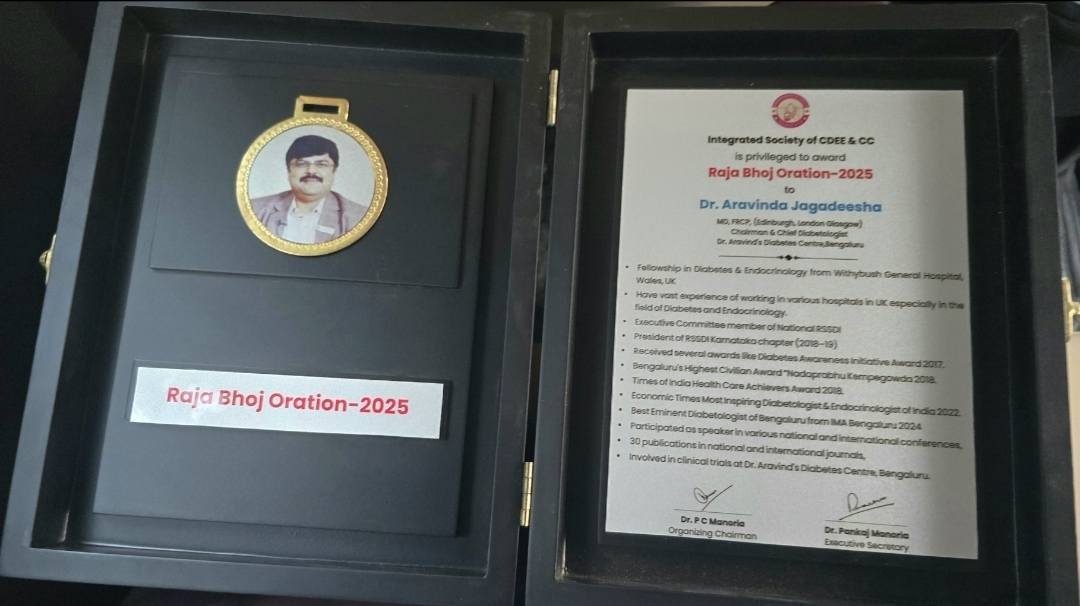 Raja Bhoj Oration-2025
Integrated Society of CDEE & CC
is privileged to award
Raja Bhoj Oration-2025
to
Dr. Aravinda Jagadeesha
MD, FRCP, (Edinburgh, London Glasgow)
Chairman & Chief Diabetologist
Dr. Aravind's Diabetes Centre, Bengaluru
• Fellowship in Diabetes & Endocrinology from Withybush General Hospital,
Wales, UK
• Have vast experience of working in various hospitals in UK especially in the
field of Diabetes and Endocrinology.
• Executive Committee member of National RSSDI
• President of RSSDI Karnataka chapter (2018-19)
• Received several awards like Diabetes Awareness Initiative Award 2017.
• Bengaluru's Highest Civilian Award "Nadaprabhu Kempegowda 2018.
• Times of India Health Care Achievers Award 2018.
• Economic Times Most Inspiring Diabetologist & Endocrinologist of India 2022.
• Best Eminent Diabetologist of Bengaluru from IMA Bengaluru 2024
• Participated as speaker in various national and international conferences,
• 30 publications in national and international journals,
• Involved in clinical trials at Dr. Aravind's Diabetes Centre, Bengaluru.
Dr. P C Manoria
Organizing Chairman
Dr. Pankaj Manoria
Executive Secretary